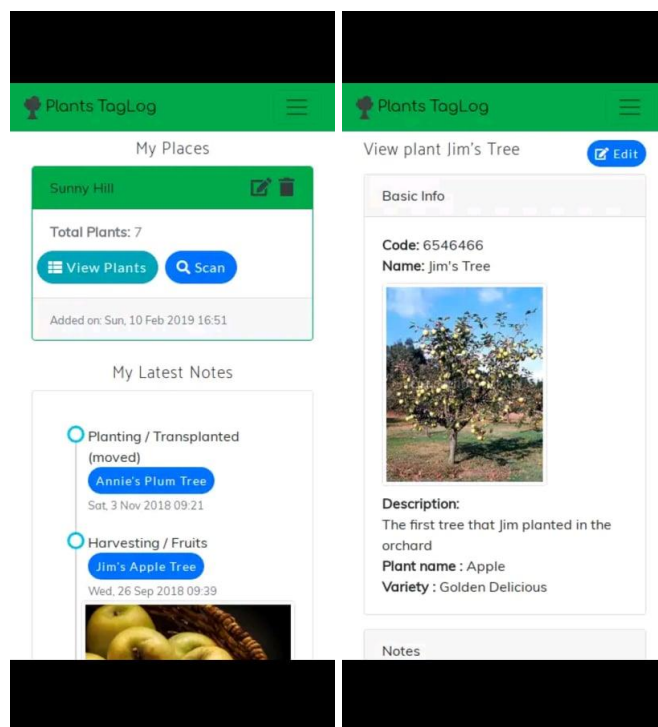 Plants TagLog
My Places
Sunny Hill
Total Plants: 7
View Plants
Scan
Added on: Sun, 10 Feb 2019 16:51
My Latest Notes
Planting / Transplanted
(moved)
Annie's Plum Tree
Sat, 3 Nov 2018 09:21
Harvesting / Fruits
Jim's Apple Tree
Wed, 26 Sep 2018 09:39
Plants TagLog
View plant Jim's Tree
Edit
Basic Info
Code: 6546466
Name: Jim's Tree
Description:
The first tree that Jim planted in the
orchard
Plant name : Apple
Variety : Golden Delicious
Notes